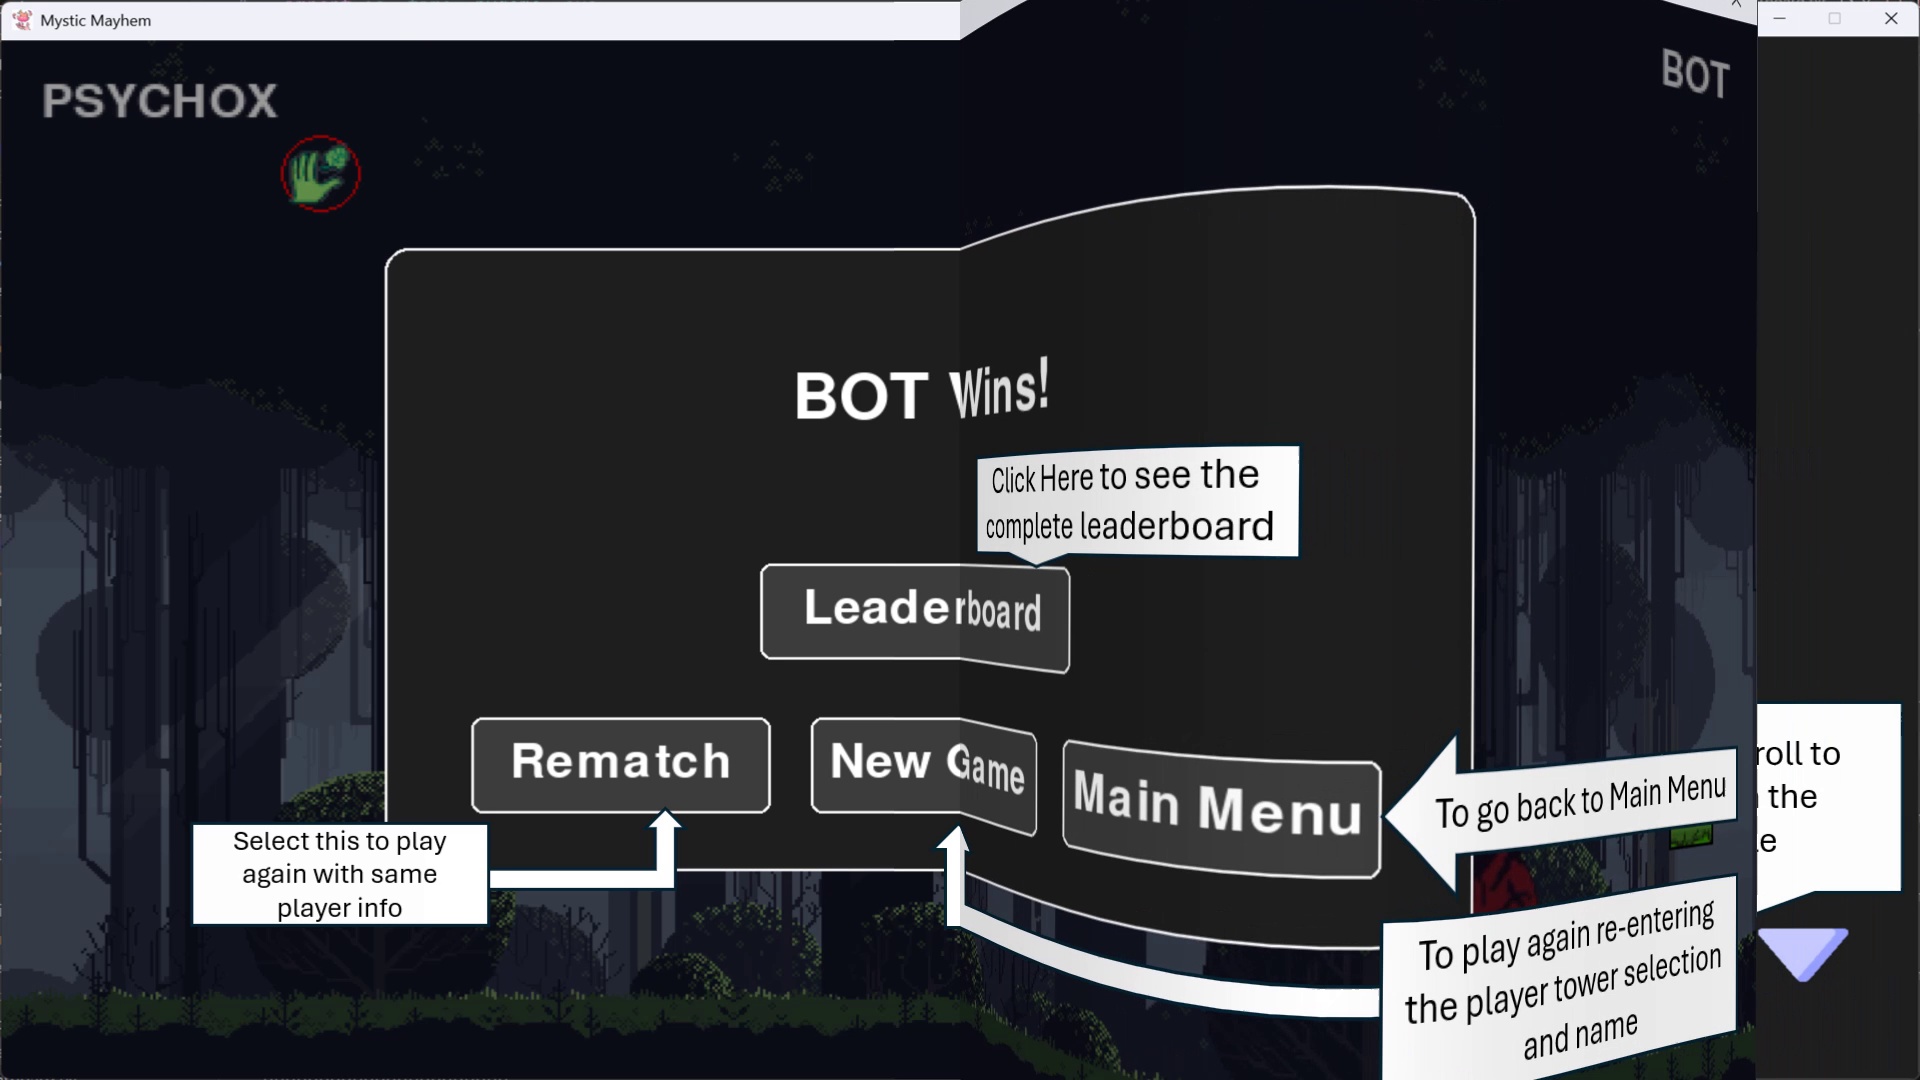 Mystic Mayhem
PSYCHOX
BOT
BOT Wins!
Click Here to see the
complete leaderboard
Leaderboard
Rematch
New Game
Main Menu
To go back to Main Menu
roll to
the
Select this to play
again with same
player info
To play again re-entering
the player tower selection
and name